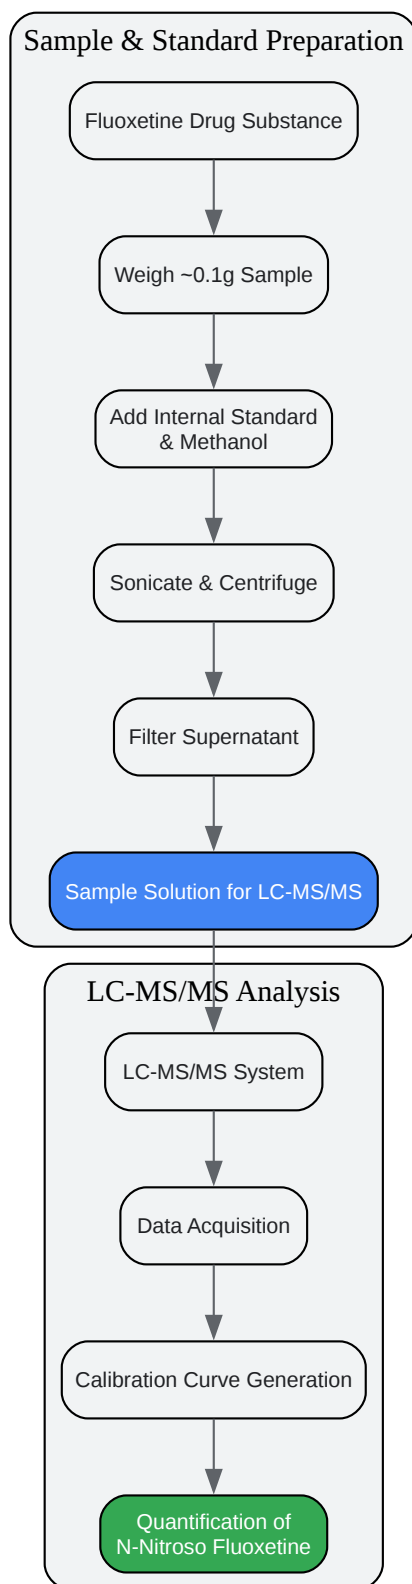 Sample & Standard Preparation
Fluoxetine Drug Substance
Weigh ~0.1g Sample
Add Internal Standard
& Methanol
Sonicate & Centrifuge
Filter Supernatant
Sample Solution for LC-MS/MS
LC-MS/MS Analysis
LC-MS/MS System
Data Acquisition
Calibration Curve Generation
Quantification of
N-Nitroso Fluoxetine